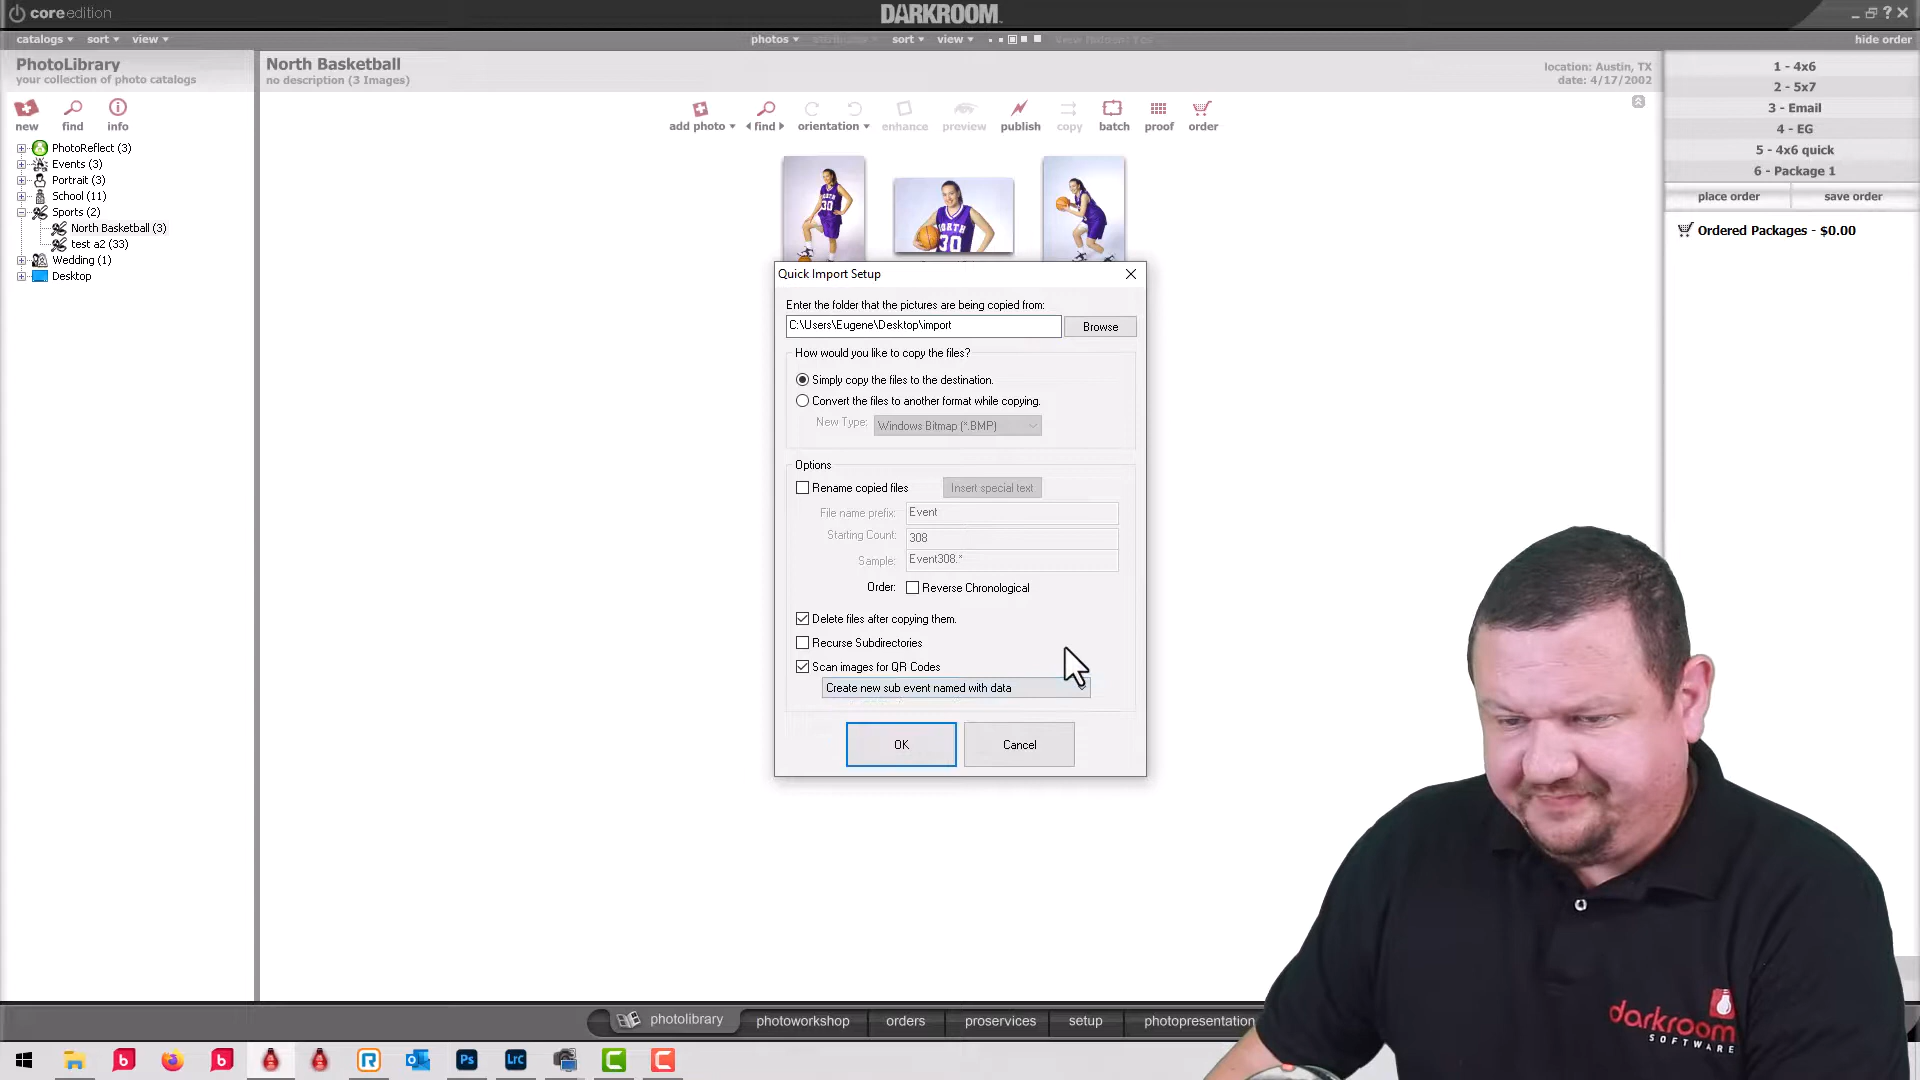 coreedition
DARKROOM
catalogs sort view
photos
sort view
hide order
PhotoLibrary
your collection of photo catalogs
North Basketball
no description (3 Images)
location: Austin, TX
date: 4/17/2002
new find info
add photo find orientation enhance preview publish copy batch proof order
1 - 4x6
2 - 5x7
3 - Email
4 - EG
5 - 4x6 quick
6 - Package 1
place order save order
Ordered Packages - $0.00
PhotoReflect (3)
Events (3)
Portrait (3)
School (11)
Sports (2)
North Basketball (3)
test a2 (33)
Wedding (1)
Desktop
NORTH
30
NORTH
30
Quick Import Setup
Enter the folder that the pictures are being copied from:
C:\Users\Eugene\Desktop\import
Browse
How would you like to copy the files?
Simply copy the files to the destination.
Convert the files to another format while copying.
New Type: Windows Bitmap (*.BMP)
Options
Rename copied files
Insert special text
File name prefix: Event
Starting Count: 308
Sample: Event308.*
Order: Reverse Chronological
Delete files after copying them.
Recurse Subdirectories
Scan images for QR Codes
Create new sub event named with data
OK Cancel
darkroom
SOFTWARE
photolibrary photoworkshop orders proservices setup photopresentation
b b R Ps Lrc C C